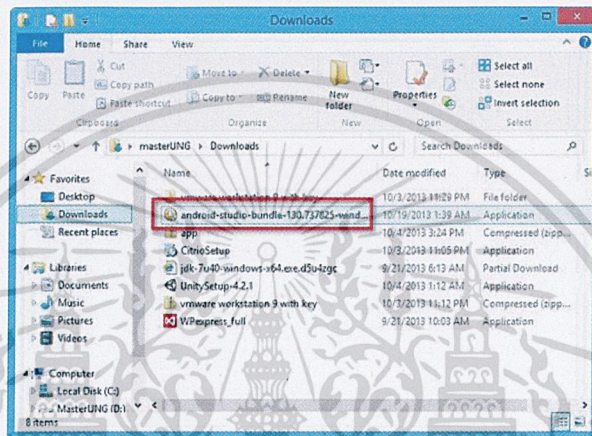 Downloads
File Home Share View
Copy
Paste
Cut
Copy path
Paste shortcut
Move to
Copy to
Delete
Rename
New folder
Properties
Select all
Select none
Invert selection
Clipboard Organize New Open Select
masterUNG Downloads Search Downloads
Favorites
Desktop
Downloads
Recent places
Libraries
Documents
Music
Pictures
Videos
Computer
Local Disk (C:)
MasterUNG (D:)
Name Date modified Type Si
vmware workstation 9 with key 10/3/2013 11:29 PM File folder
android-studio-bundle-130.737825-wind... 10/19/2013 1:39 AM Application
app 10/4/2013 3:24 PM Compressed (zipp...
CitrioSetup 10/3/2013 11:05 PM Application
jdk-7u40-windows-x64.exe.d5u4zgc 9/21/2013 6:13 AM Partial Download
UnitySetup-4.2.1 10/4/2013 1:12 AM Application
vmware workstation 9 with key 10/3/2013 11:12 PM Compressed (zipp...
WPexpress_full 9/21/2013 10:03 AM Application
8 items